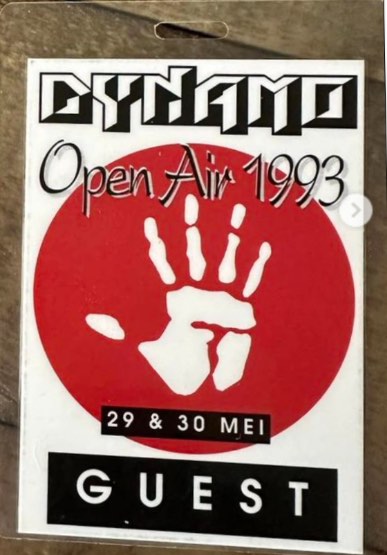 DYNAMO
Open Air 1993
29 & 30 MEI
GUEST